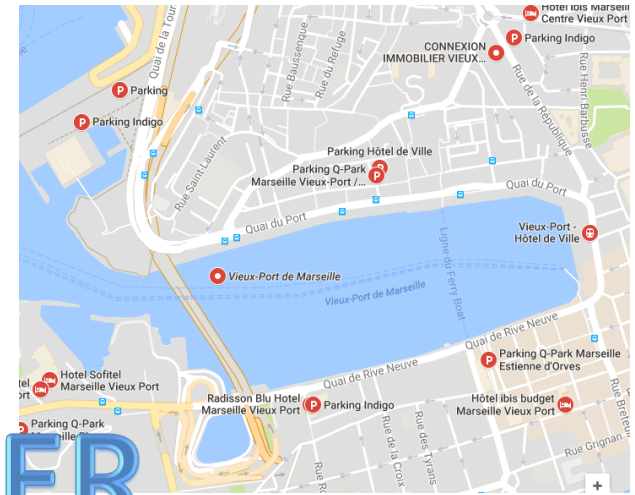 Hôtel ibis Marseille
Centre Vieux Port
Parking Indigo
CONNEXION
IMMOBILIER VIEUX...
Quai de la Tour
Rue Baussenque
Rue du Refuge
Rue de la République
Rue Henri Barbusse
Parking
Parking Indigo
Parking Hôtel de Ville
Parking Q-Park
Marseille Vieux-Port /...
Rue Saint-Laurent
Quai du Port
Quai du Port
Vieux-Port -
Hôtel de Ville
Ligne du Ferry Boat
Vieux-Port de Marseille
Vieux-Port de Marseille
Quai de Rive Neuve
Quai de Rive Neuve
Parking Q-Park Marseille
Estienne d'Orves
Hotel Sofitel
Marseille Vieux Port
Radisson Blu Hotel
Marseille Vieux Port
Parking Indigo
Hôtel ibis budget
Marseille Vieux Port
Parking Q-Park
Rue de la Croix
Rue des Tyrans
Rue Grignan
Rue Breteu
ER
+